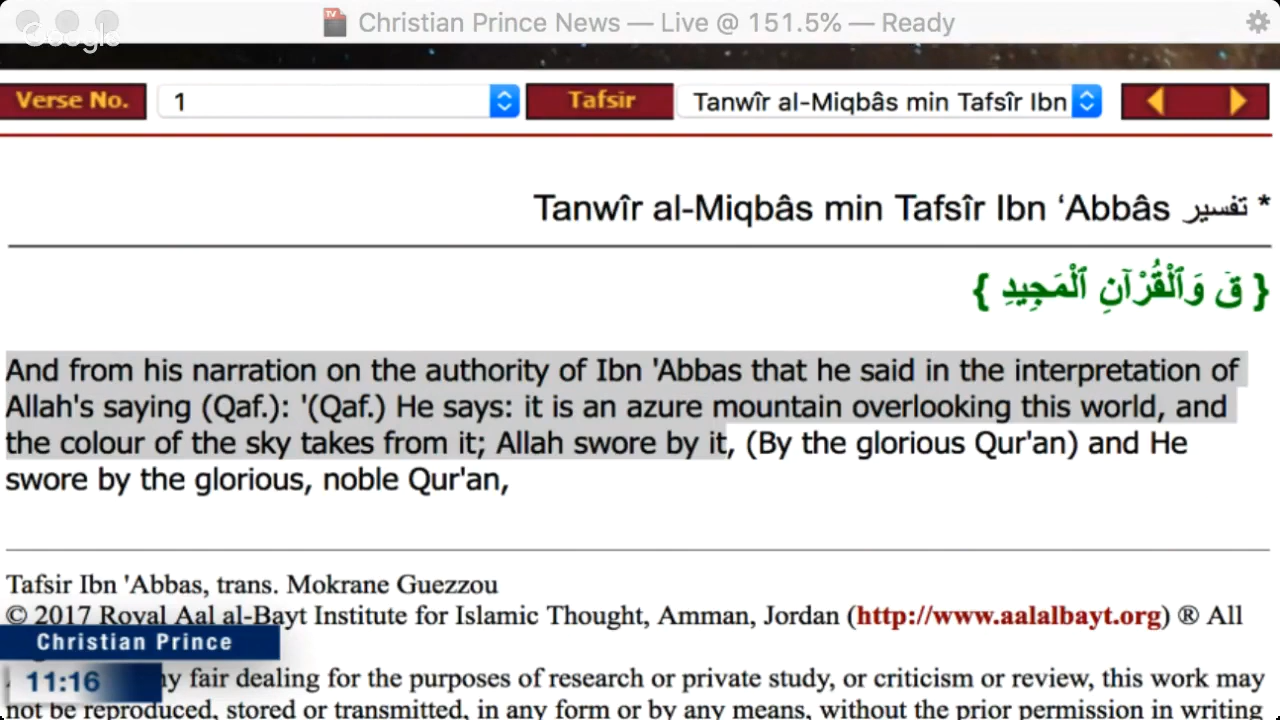 Christian Prince News — Live @ 151.5% — Ready
Google
Verse No.
1
Tafsir
Tanwîr al-Miqbâs min Tafsîr Ibn
* تفسير Tanwîr al-Miqbâs min Tafsîr Ibn ‘Abbâs
{ قۤ وَٱلْقُرْآنِ ٱلْمَجِيدِ }
And from his narration on the authority of Ibn 'Abbas that he said in the interpretation of
Allah's saying (Qaf.): '(Qaf.) He says: it is an azure mountain overlooking this world, and
the colour of the sky takes from it; Allah swore by it, (By the glorious Qur'an) and He
swore by the glorious, noble Qur'an,
Tafsir Ibn 'Abbas, trans. Mokrane Guezzou
© 2017 Royal Aal al-Bayt Institute for Islamic Thought, Amman, Jordan (http://www.aalalbayt.org) ® All
Christian Prince
11:16
fair dealing for the purposes of research or private study, or criticism or review, this work may
not be reproduced, stored or transmitted, in any form or by any means, without the prior permission in writing